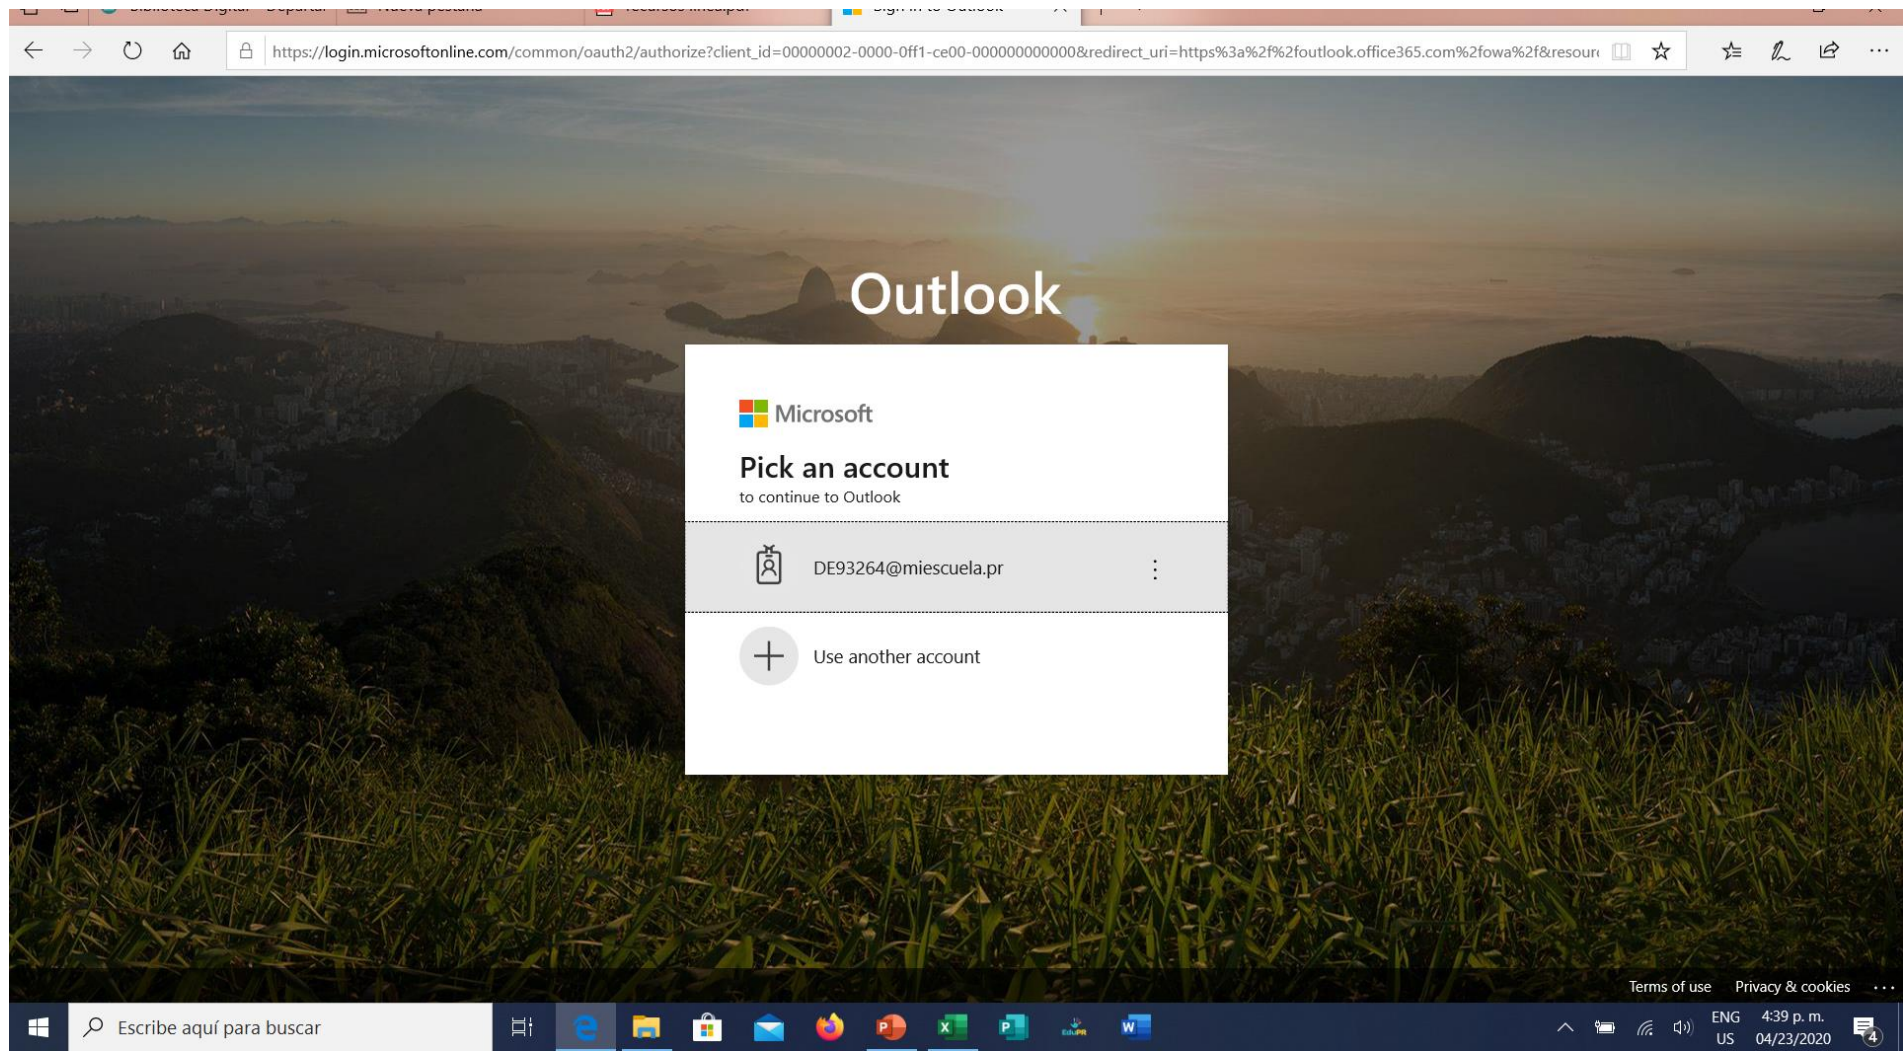 https://login.microsoftonline.com/common/oauth2/authorize?client_id=00000002-0000-0ff1-ce00-000000000000&redirect_uri=https%3a%2f%2foutlook.office365.com%2fowa%2f&resour
Outlook
Microsoft
Pick an account
to continue to Outlook
DE93264@miescuela.pr
Use another account
Terms of use Privacy & cookies ...
Escribe aquí para buscar
EduPR
ENG 4:39 p. m.
US 04/23/2020
4